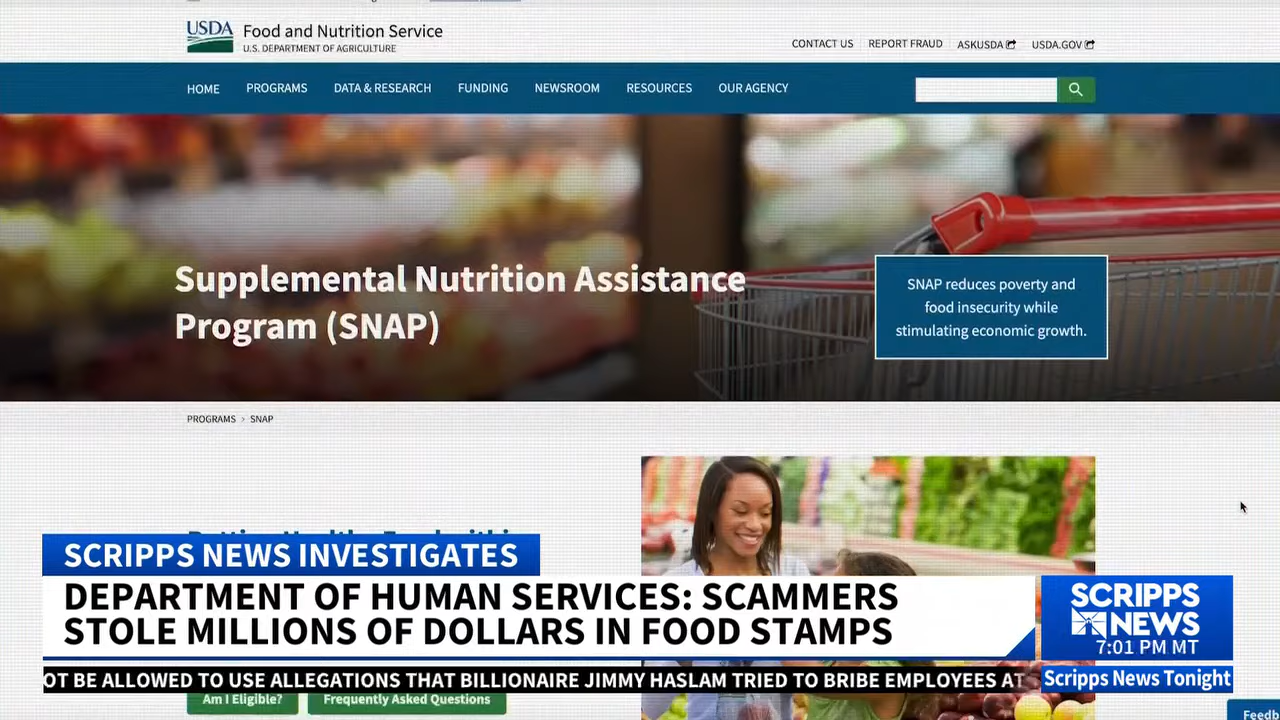 USDA
Food and Nutrition Service
U.S. DEPARTMENT OF AGRICULTURE
CONTACT US
REPORT FRAUD
ASKUSDA
USDA.GOV
HOME
PROGRAMS
DATA & RESEARCH
FUNDING
NEWSROOM
RESOURCES
OUR AGENCY
Supplemental Nutrition Assistance
Program (SNAP)
SNAP reduces poverty and
food insecurity while
stimulating economic growth.
PROGRAMS > SNAP
SCRIPPS NEWS INVESTIGATES
DEPARTMENT OF HUMAN SERVICES: SCAMMERS
STOLE MILLIONS OF DOLLARS IN FOOD STAMPS
SCRIPPS
NEWS
7:01 PM MT
OT BE ALLOWED TO USE ALLEGATIONS THAT BILLIONAIRE JIMMY HASLAM TRIED TO BRIBE EMPLOYEES AT
Scripps News Tonight
Am I Eligible?
Frequently Asked Questions
Feedb